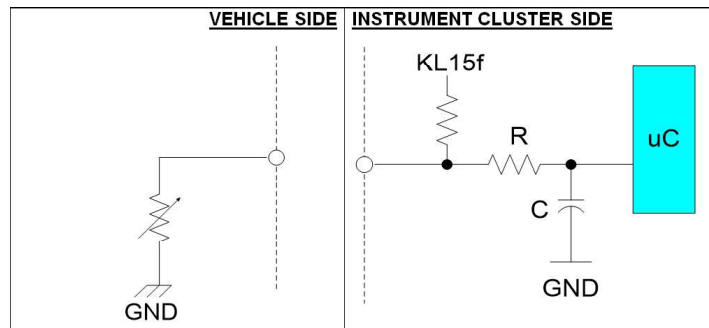 VEHICLE SIDE
INSTRUMENT CLUSTER SIDE
KL15f
R
uC
C
GND
GND